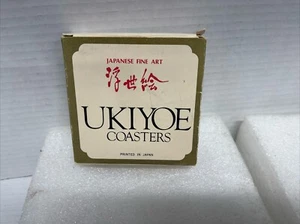 JAPANESE FINE ART
浮世絵
UKIYOE
COASTERS
PRINTED IN JAPAN